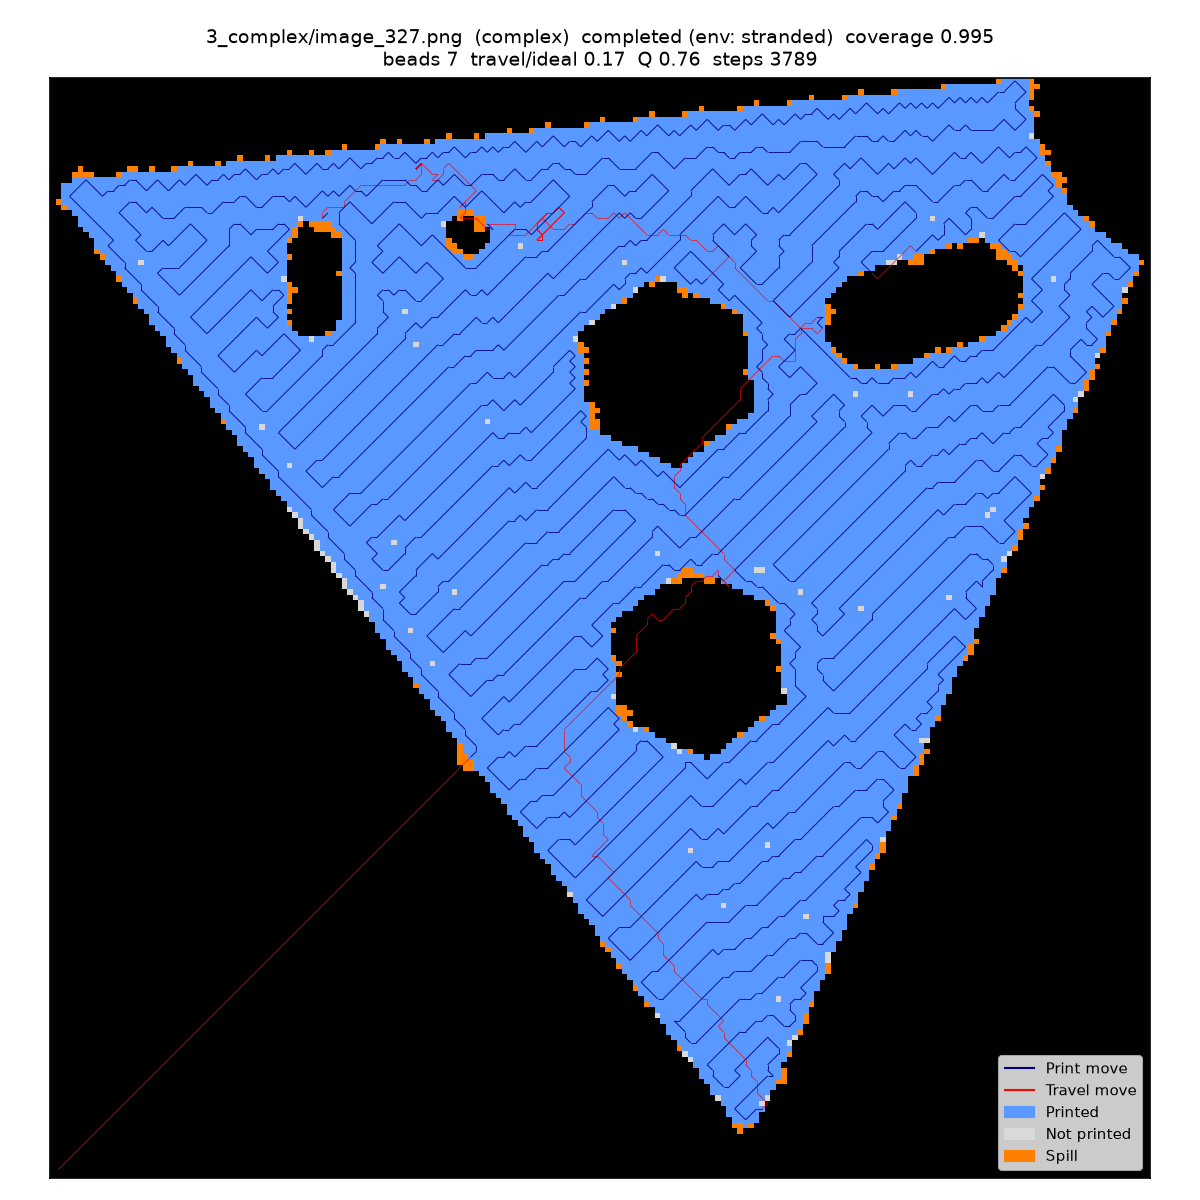 3_complex/image_327.png  (complex)  completed (env: stranded)  coverage 0.995
beads 7  travel/ideal 0.17  Q 0.76  steps 3789
Print move
Travel move
Printed
Not printed
Spill